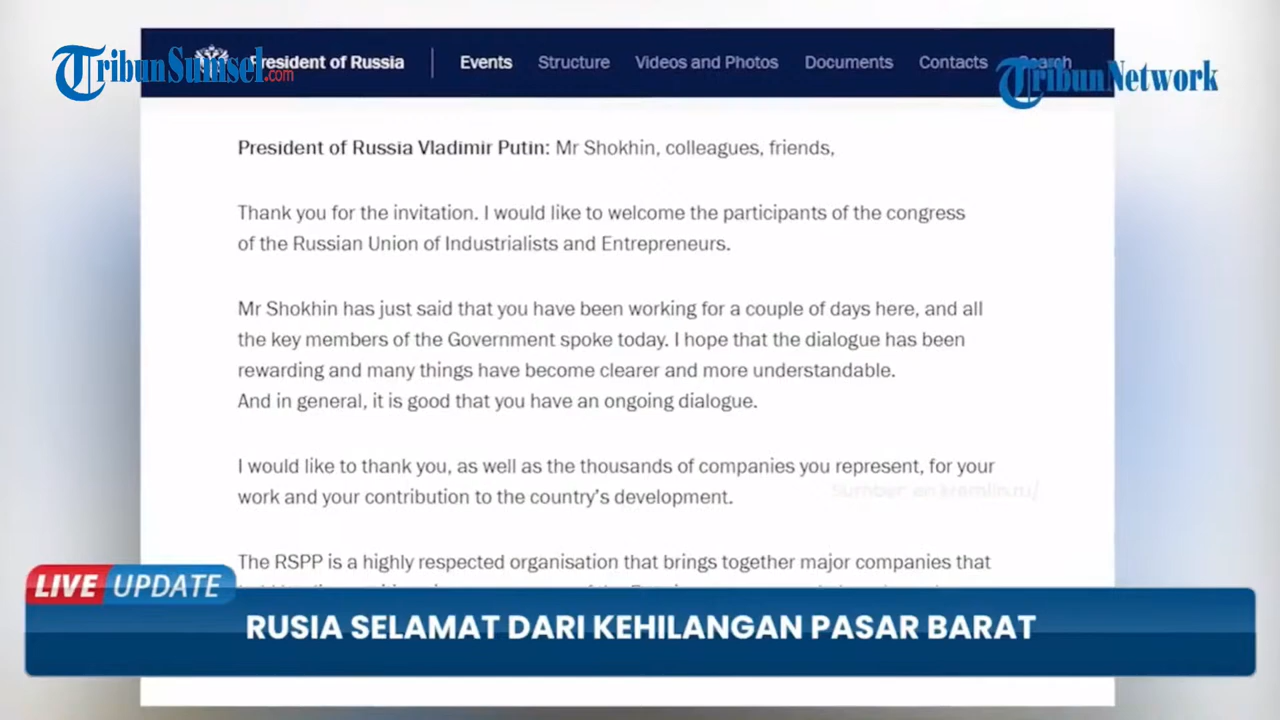 TribunSumsel.com
President of Russia
Events Structure Videos and Photos Documents Contacts Search
TribunNetwork
President of Russia Vladimir Putin: Mr Shokhin, colleagues, friends,
Thank you for the invitation. I would like to welcome the participants of the congress
of the Russian Union of Industrialists and Entrepreneurs.
Mr Shokhin has just said that you have been working for a couple of days here, and all
the key members of the Government spoke today. I hope that the dialogue has been
rewarding and many things have become clearer and more understandable.
And in general, it is good that you have an ongoing dialogue.
I would like to thank you, as well as the thousands of companies you represent, for your
work and your contribution to the country’s development.
Sumber: en.kremlin.ru/
The RSPP is a highly respected organisation that brings together major companies that
LIVE UPDATE
RUSIA SELAMAT DARI KEHILANGAN PASAR BARAT